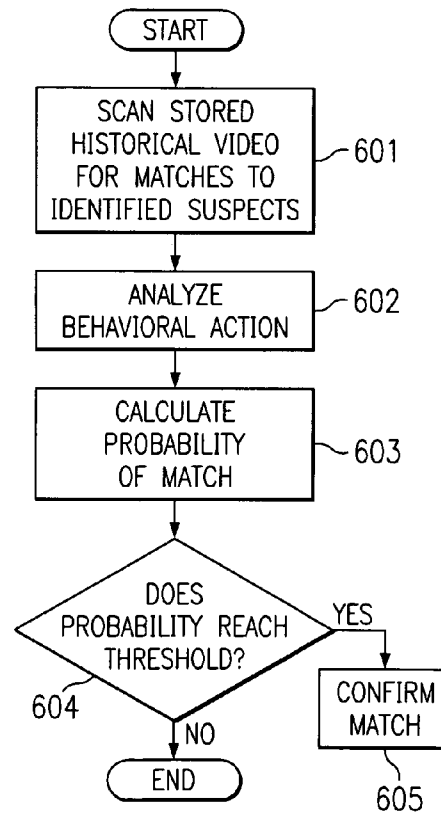 START
SCAN STORED
HISTORICAL VIDEO
FOR MATCHES TO
IDENTIFIED SUSPECTS
601
ANALYZE
BEHAVIORAL ACTION
602
CALCULATE
PROBABILITY
OF MATCH
603
DOES
PROBABILITY REACH
THRESHOLD?
604
YES
CONFIRM
MATCH
605
NO
END